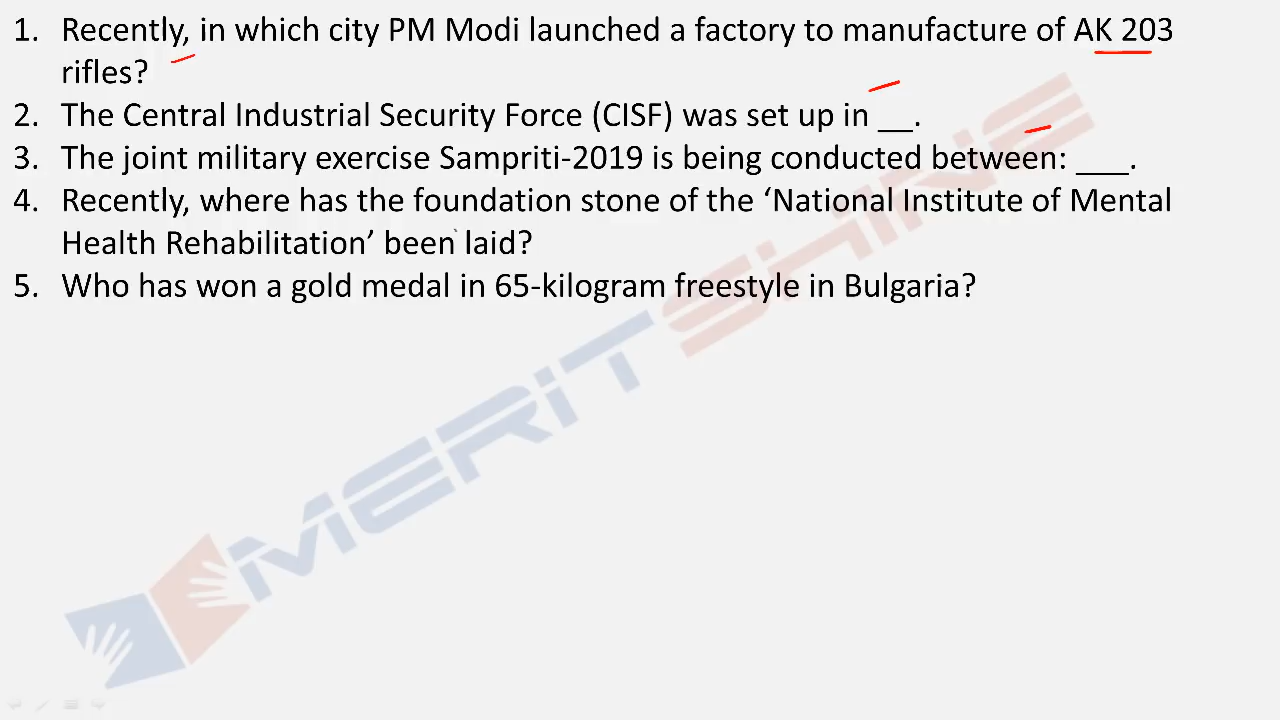 1. Recently, in which city PM Modi launched a factory to manufacture of AK 203
rifles?
2. The Central Industrial Security Force (CISF) was set up in __.
3. The joint military exercise Sampriti-2019 is being conducted between: ___.
4. Recently, where has the foundation stone of the ‘National Institute of Mental
Health Rehabilitation’ been laid?
5. Who has won a gold medal in 65-kilogram freestyle in Bulgaria?
MERiT SHINE